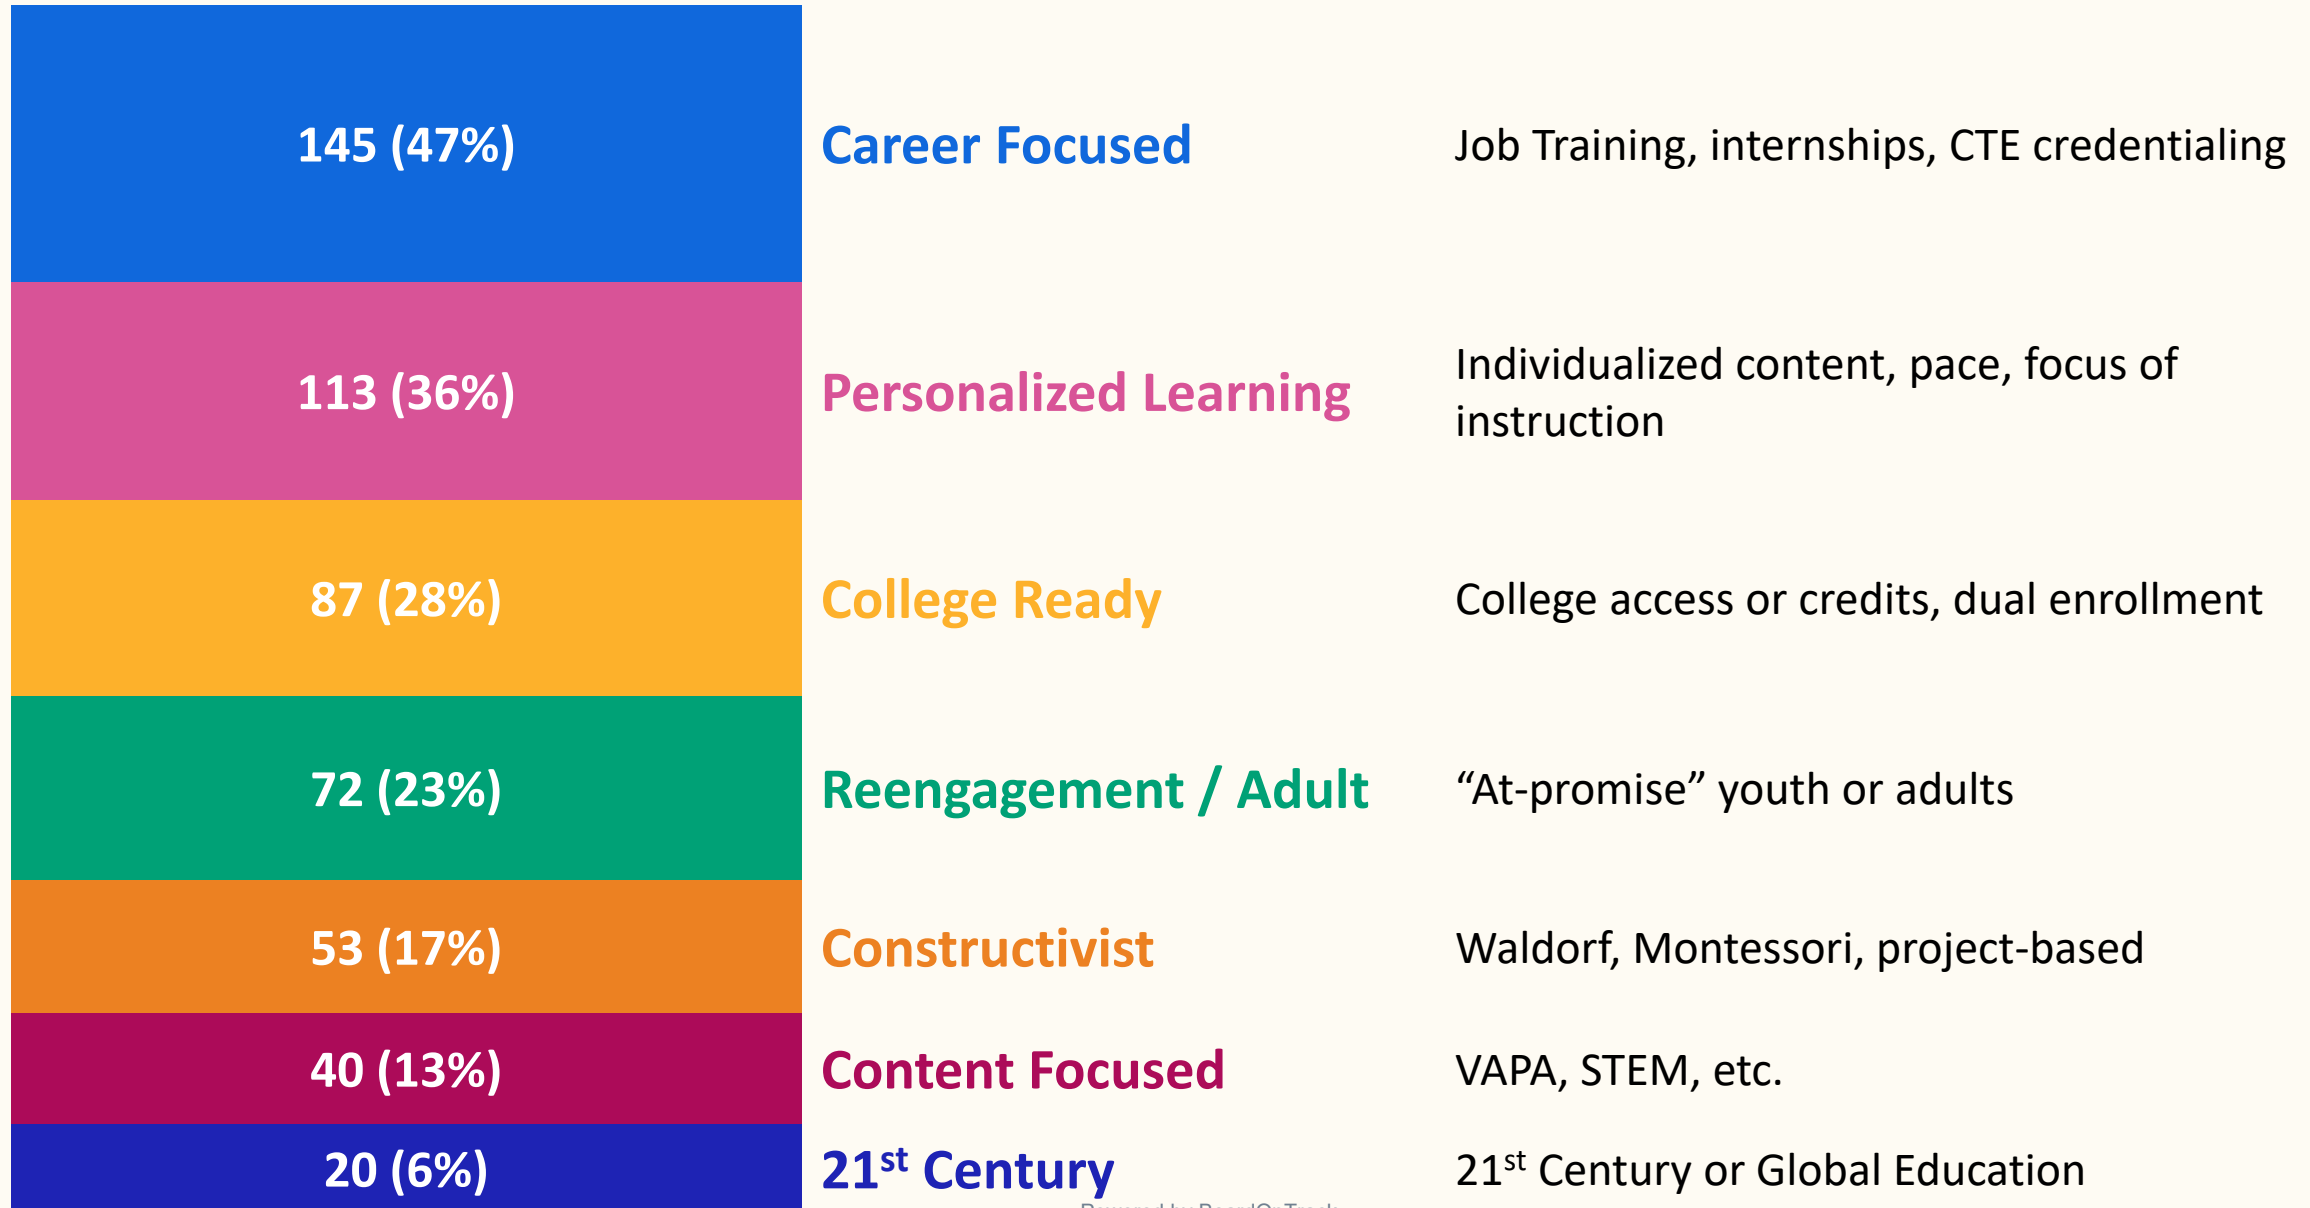 145 (47%) Career Focused Job Training, internships, CTE credentialing
113 (36%) Personalized Learning Individualized content, pace, focus of
instruction
87 (28%) College Ready College access or credits, dual enrollment
72 (23%) Reengagement / Adult “At-promise” youth or adults
53 (17%) Constructivist Waldorf, Montessori, project-based
40 (13%) Content Focused VAPA, STEM, etc.
20 (6%) 21st Century 21st Century or Global Education
Powered by BoardOnTrack